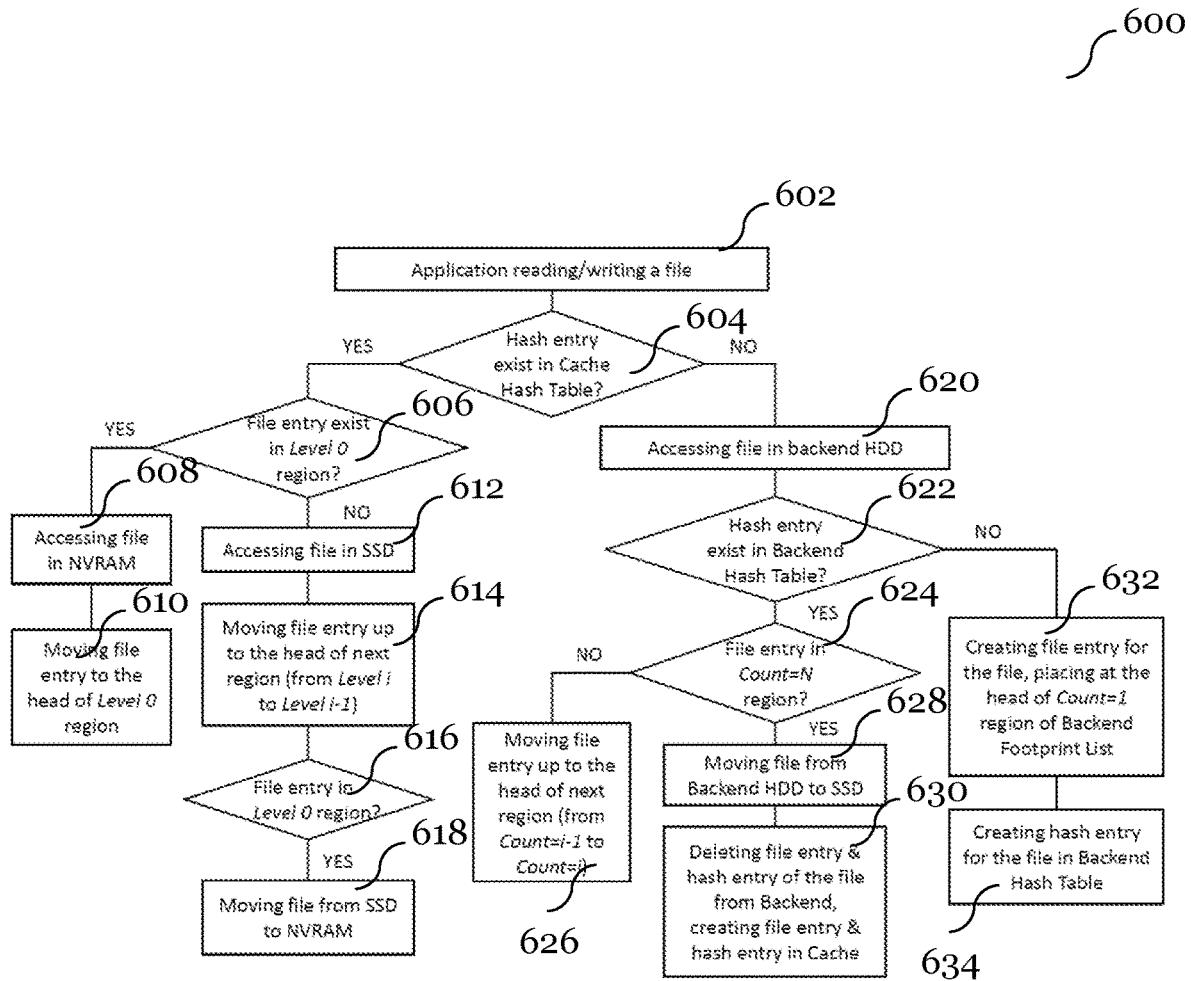 600
602
Application reading/writing a file
604
Hash entry
exist in Cache
Hash Table?
YES
NO
606
File entry exist
in Level 0
region?
YES
NO
608
Accessing file
in NVRAM
610
Moving file
entry to the
head of Level 0
region
612
Accessing file in SSD
614
Moving file entry up
to the head of next
region (from Level i
to Level i-1)
616
File entry in
Level 0 region?
YES
618
Moving file from SSD
to NVRAM
620
Accessing file in backend HDD
622
Hash entry
exist in Backend
Hash Table?
NO
YES
624
File entry in
Count=N
region?
NO
YES
Moving file
entry up to the
head of next
region (from
Count=i-1 to
Count=i)
626
628
Moving file from
Backend HDD to SSD
630
Deleting file entry &
hash entry of the file
from Backend,
creating file entry &
hash entry in Cache
632
Creating file entry for
the file, placing at the
head of Count=1
region of Backend
Footprint List
Creating hash entry
for the file in Backend
Hash Table
634